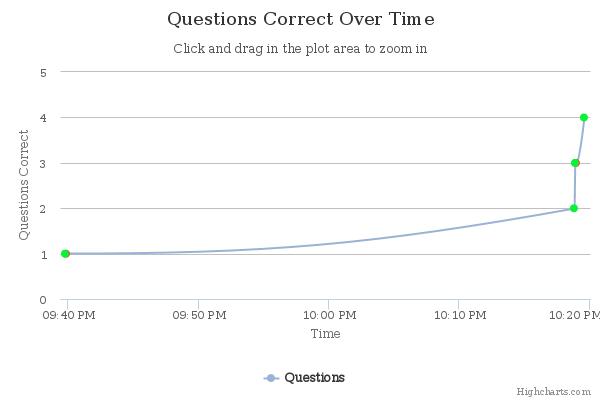 Questions Correct Over Time
Click and drag in the plot area to zoom in
Questions Correct
5
4
3
2
1
0
09:40 PM 09:50 PM 10:00 PM 10:10 PM 10:20 PM
Time
Questions
Highcharts.com